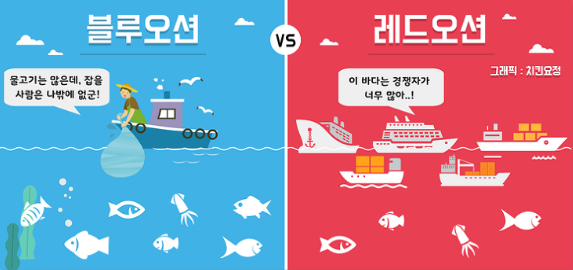 블루오션
VS
레드오션
그래픽 : 치킨요정
물고기는 많은데, 잡을
사람은 나밖에 없군!
이 바다는 경쟁자가
너무 많아..!